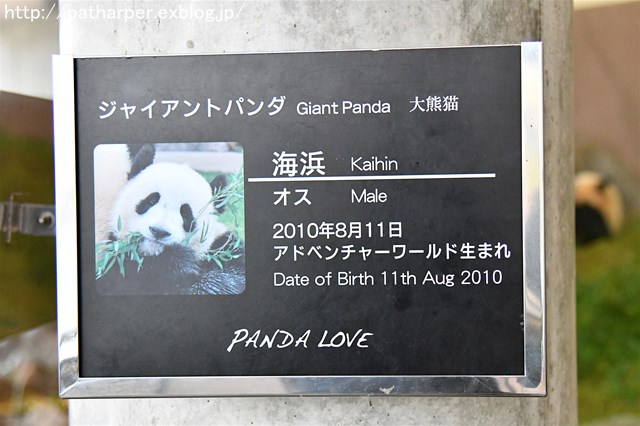 http://patharper.exblog.jp/
ジャイアントパンダ Giant Panda 大熊猫
海浜 Kaihin
オス Male
2010年8月11日
アドベンチャーワールド生まれ
Date of Birth 11th Aug 2010
PANDA LOVE